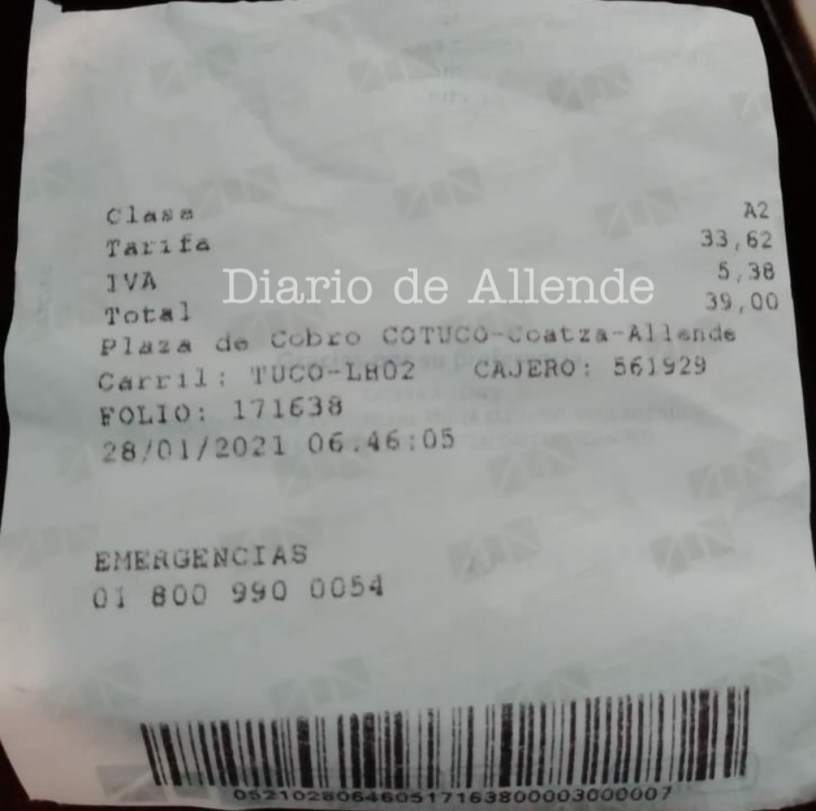 Clase A2
Tarifa 33,62
IVA 5,38
Total 39,00
Diario de Allende
Plaza de Cobro COTUCO-Coatza-Allende
Carril: TUCO-LH02 CAJERO: 561929
FOLIO: 171638
28/01/2021 06:46:05
EMERGENCIAS
01 800 990 0054
0521028064605171638000030000007